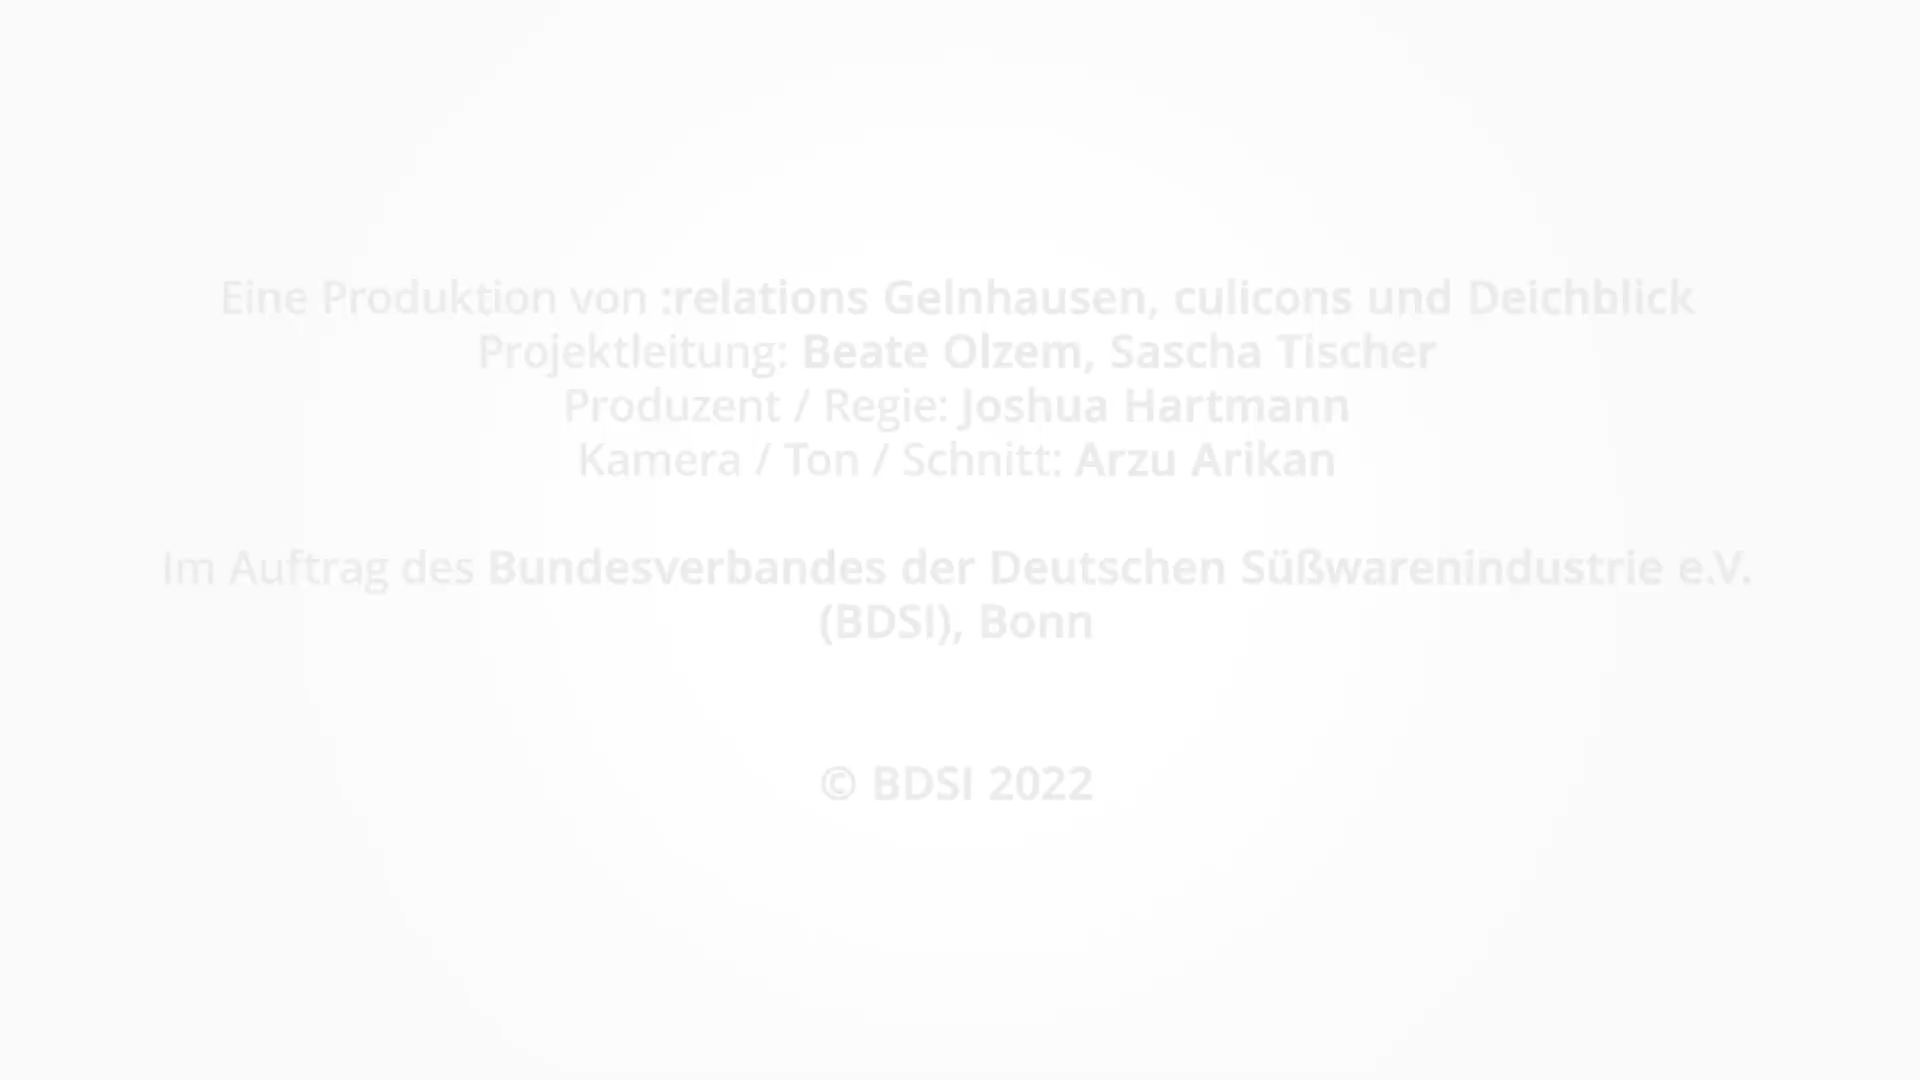 Eine Produktion von :relations Gelnhausen, culicons und Deichblick
Projektleitung: Beate Olzem, Sascha Tischer
Produzent / Regie: Joshua Hartmann
Kamera / Ton / Schnitt: Arzu Arikan
Im Auftrag des Bundesverbandes der Deutschen Süßwarenindustrie e.V.
(BDSI), Bonn
© BDSI 2022